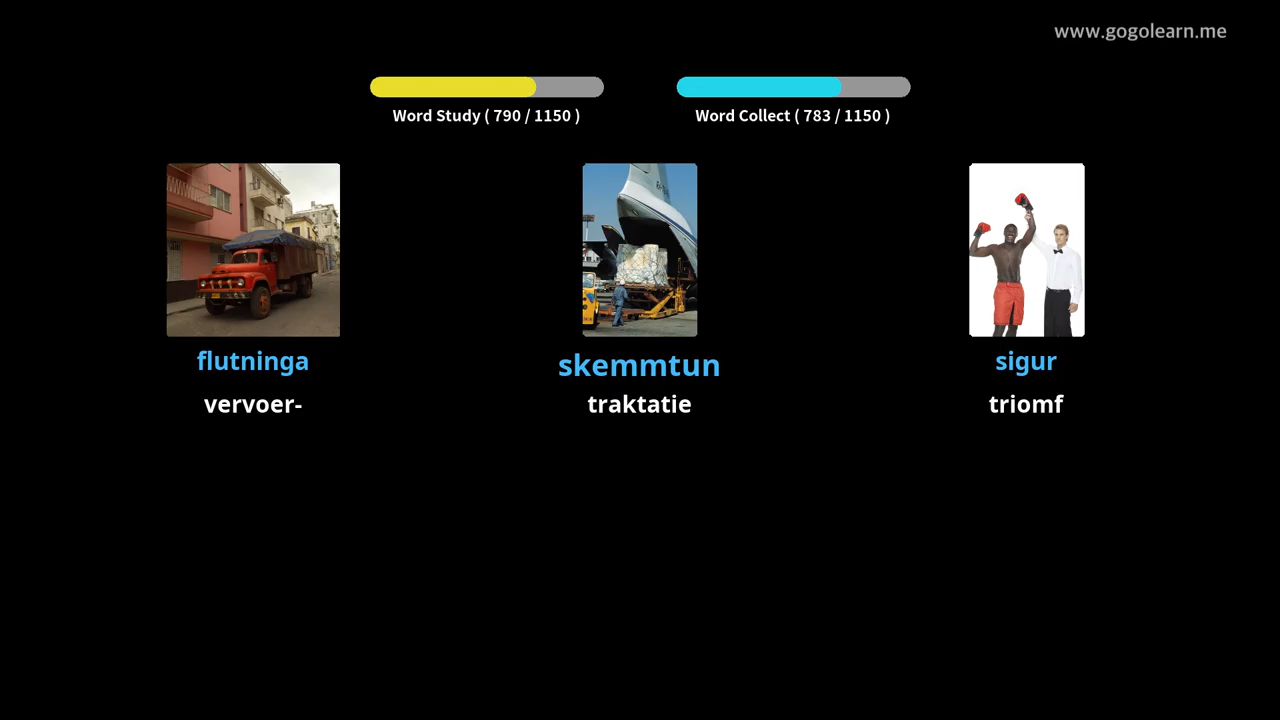 www.gogolearn.me
Word Study ( 790 / 1150 )
Word Collect ( 783 / 1150 )
flutninga
skemmtun
sigur
vervoer-
traktatie
triomf